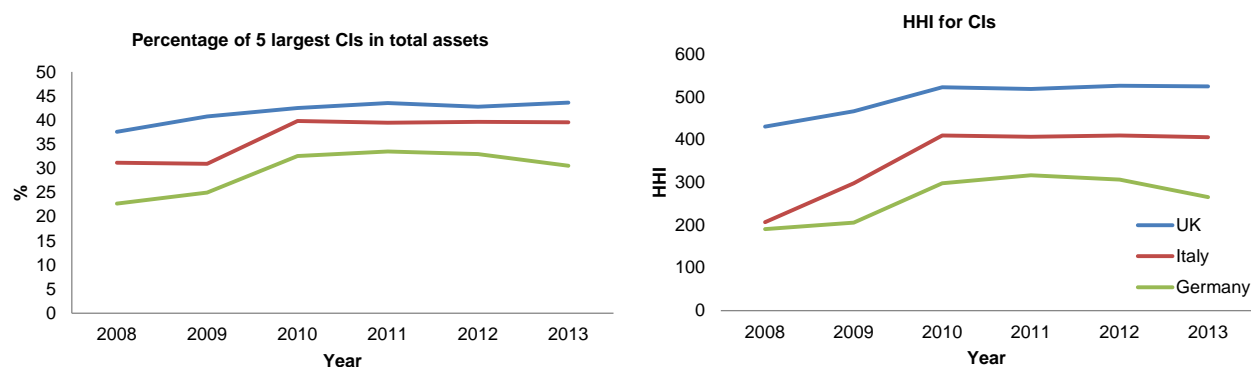 Percentage of 5 largest CIs in total assets
50
45
40
35
30
25
20
15
10
5
0
%
2008 2009 2010 2011 2012 2013
Year
HHI for CIs
600
500
400
300
200
100
0
HHI
UK
Italy
Germany
2008 2009 2010 2011 2012 2013
Year